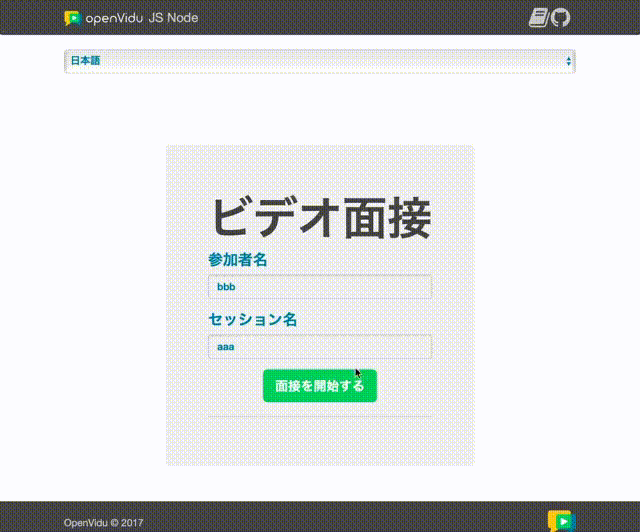 openVidu JS Node
日本語
ビデオ面接
参加者名
bbb
セッション名
aaa
面接を開始する
OpenVidu © 2017